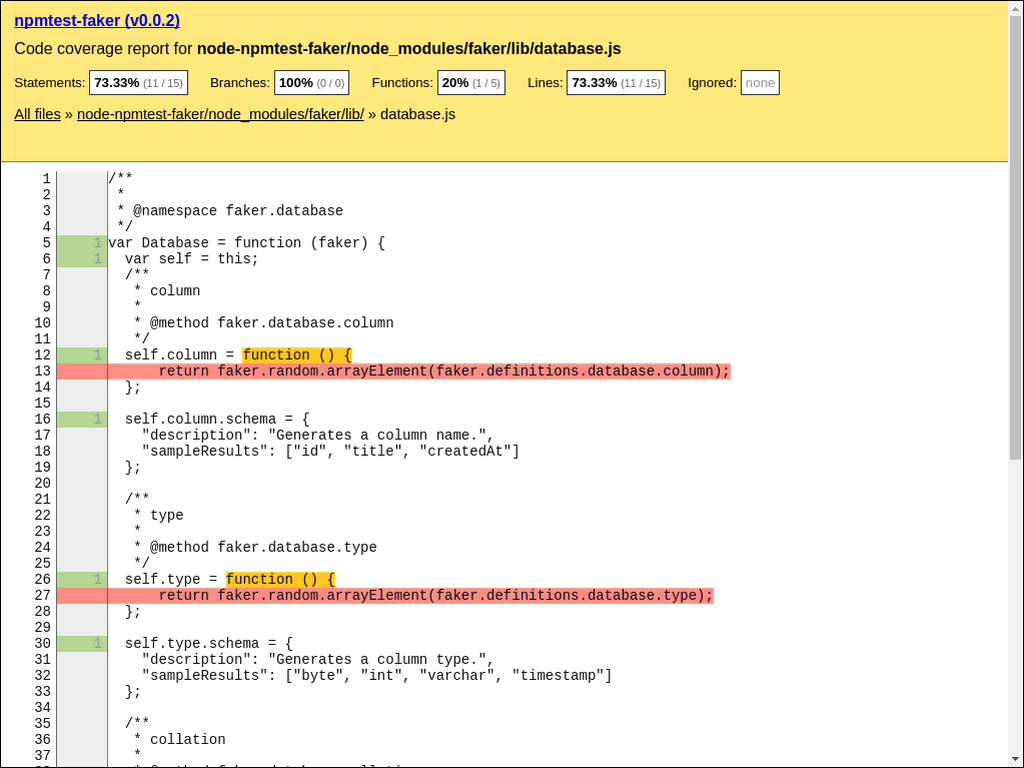 npmtest-faker (v0.0.2)
Code coverage report for node-npmtest-faker/node_modules/faker/lib/database.js
Statements: 73.33% (11 / 15) Branches: 100% (0 / 0) Functions: 20% (1 / 5) Lines: 73.33% (11 / 15) Ignored: none
All files » node-npmtest-faker/node_modules/faker/lib/ » database.js
1 /**
2 *
3 * @namespace faker.database
4 */
5 1 var Database = function (faker) {
6 1 var self = this;
7 /**
8 * column
9 *
10 * @method faker.database.column
11 */
12 1 self.column = function () {
13 return faker.random.arrayElement(faker.definitions.database.column);
14 };
15
16 1 self.column.schema = {
17 "description": "Generates a column name.",
18 "sampleResults": ["id", "title", "createdAt"]
19 };
20
21 /**
22 * type
23 *
24 * @method faker.database.type
25 */
26 1 self.type = function () {
27 return faker.random.arrayElement(faker.definitions.database.type);
28 };
29
30 1 self.type.schema = {
31 "description": "Generates a column type.",
32 "sampleResults": ["byte", "int", "varchar", "timestamp"]
33 };
34
35 /**
36 * collation
37 *